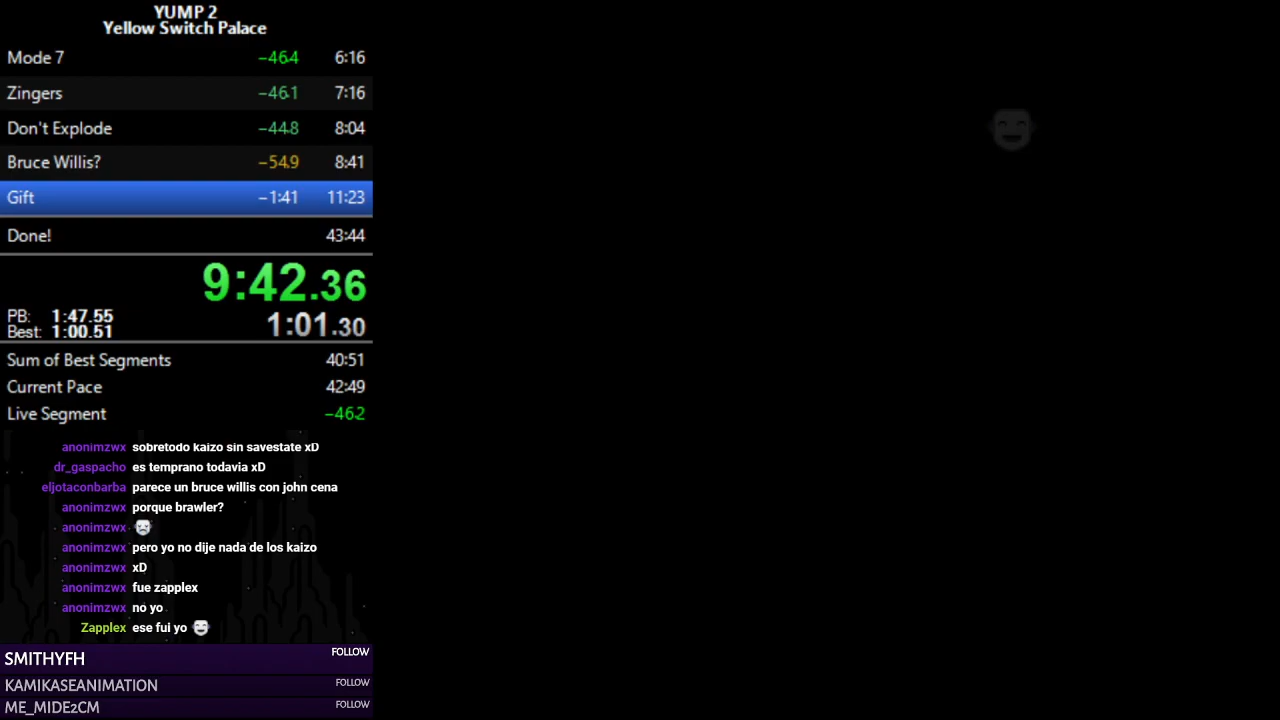 YUMP 2
Yellow Switch Palace
Mode 7 −46.4 6:16
Zingers −46.1 7:16
Don't Explode −44.8 8:04
Bruce Willis? −54.9 8:41
Gift −1:41 11:23
Done! 43:44
9:42.36
PB: 1:47.55
Best: 1:00.51
1:01.30
Sum of Best Segments 40:51
Current Pace 42:49
Live Segment −46.2
anonimzwx sobretodo kaizo sin savestate xD
dr_gaspacho es temprano todavia xD
eljotaconbarba parece un bruce willis con john cena
anonimzwx porque brawler?
anonimzwx
anonimzwx pero yo no dije nada de los kaizo
anonimzwx xD
anonimzwx fue zapplex
anonimzwx no yo
Zapplex ese fui yo
SMITHYFH FOLLOW
KAMIKASEANIMATION FOLLOW
ME_MIDE2CM FOLLOW